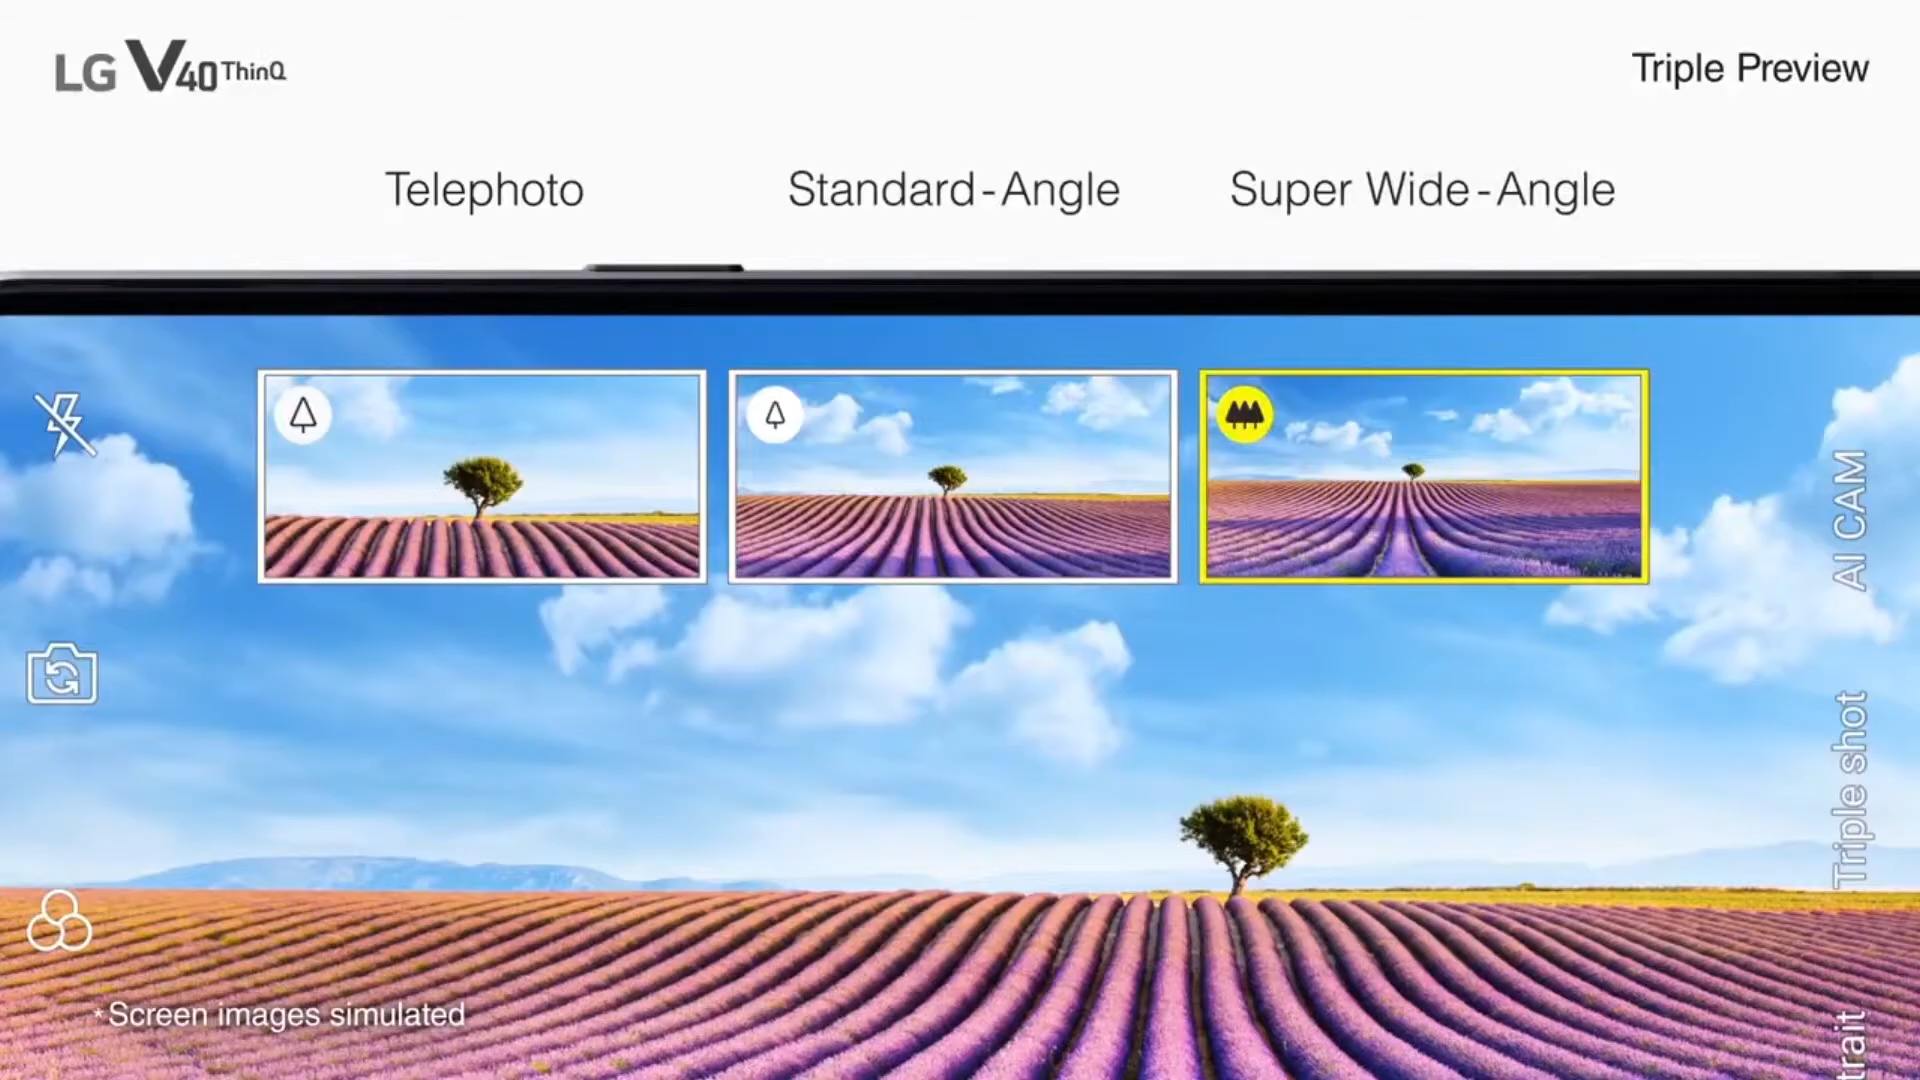 LG V40 ThinQ
Triple Preview
Telephoto
Standard-Angle
Super Wide-Angle
AI CAM
Triple shot
trait
*Screen images simulated